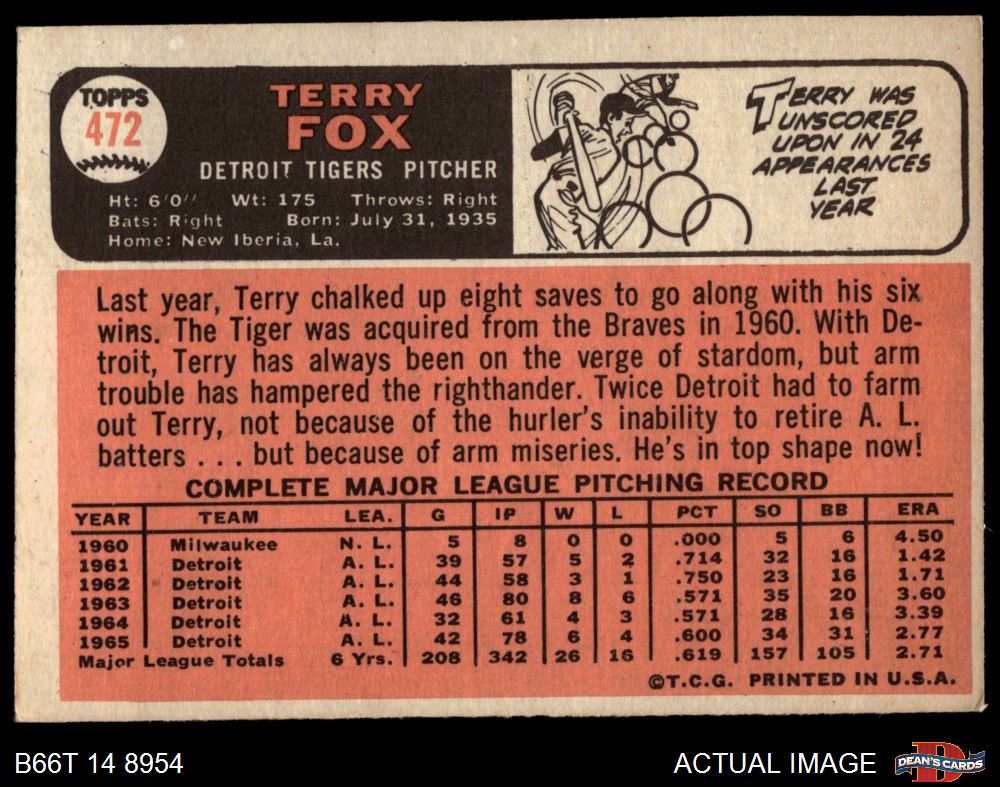 TOPPS
472
TERRY
FOX
DETROIT TIGERS PITCHER
Ht: 6'0" Wt: 175 Throws: Right
Bats: Right Born: July 31, 1935
Home: New Iberia, La.
TERRY WAS
UNSCORED
UPON IN 24
APPEARANCES
LAST
YEAR
Last year, Terry chalked up eight saves to go along with his six
wins. The Tiger was acquired from the Braves in 1960. With De-
troit, Terry has always been on the verge of stardom, but arm
trouble has hampered the righthander. Twice Detroit had to farm
out Terry, not because of the hurler's inability to retire A. L.
batters . . . but because of arm miseries. He's in top shape now!
COMPLETE MAJOR LEAGUE PITCHING RECORD
YEAR TEAM LEA. G IP W L PCT SO BB ERA
1960 Milwaukee N. L. 5 8 0 0 .000 5 6 4.50
1961 Detroit A. L. 39 57 5 2 .714 32 16 1.42
1962 Detroit A. L. 44 58 3 1 .750 23 16 1.71
1963 Detroit A. L. 46 80 8 6 .571 35 20 3.60
1964 Detroit A. L. 32 61 4 3 .571 28 16 3.39
1965 Detroit A. L. 42 78 6 4 .600 34 31 2.77
Major League Totals 6 Yrs. 208 342 26 16 .619 157 105 2.71
©T.C.G. PRINTED IN U.S.A.
B66T 14 8954 ACTUAL IMAGE DEAN'S CARDS